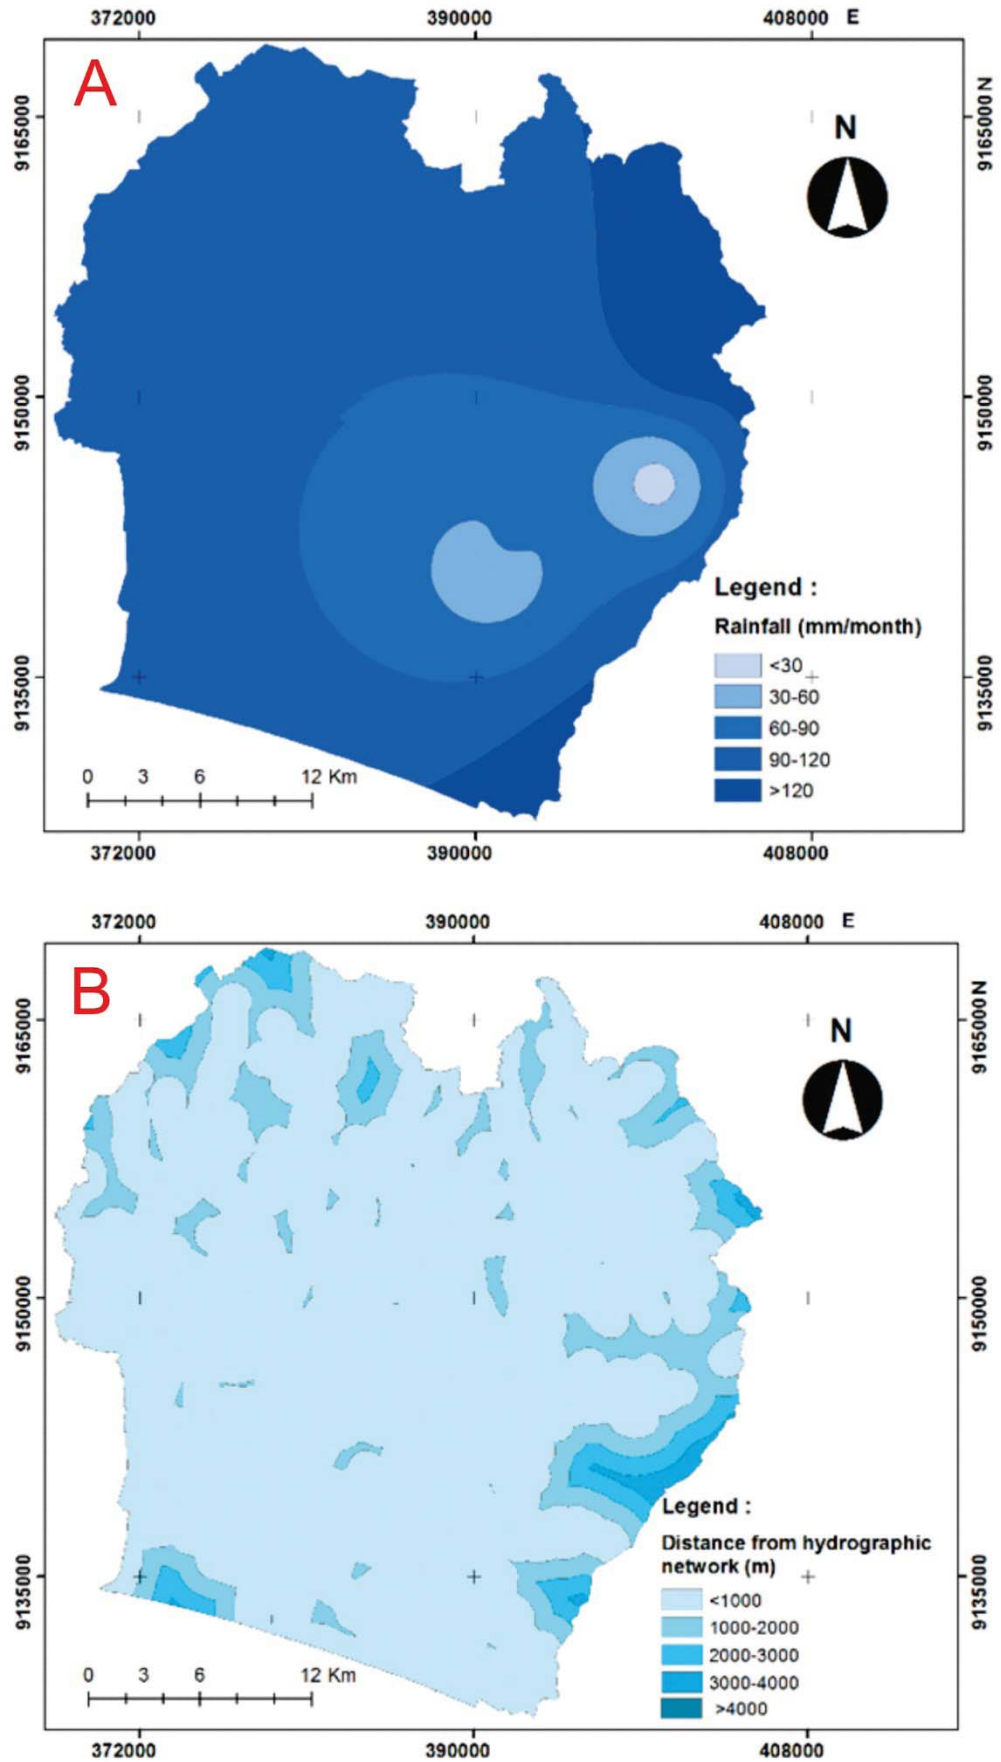 372000 390000 408000 E
A
9165000 9165000 N
N
9150000 9150000
Legend :
Rainfall (mm/month)
<30
9135000 9135000
30-60
60-90
90-120
>120
0 3 6 12 Km
372000 390000 408000
372000 390000 408000 E
B
9165000 9165000 N
N
9150000 9150000
Legend :
Distance from hydrographic
network (m)
9135000 9135000
<1000
1000-2000
2000-3000
3000-4000
>4000
0 3 6 12 Km
372000 390000 408000